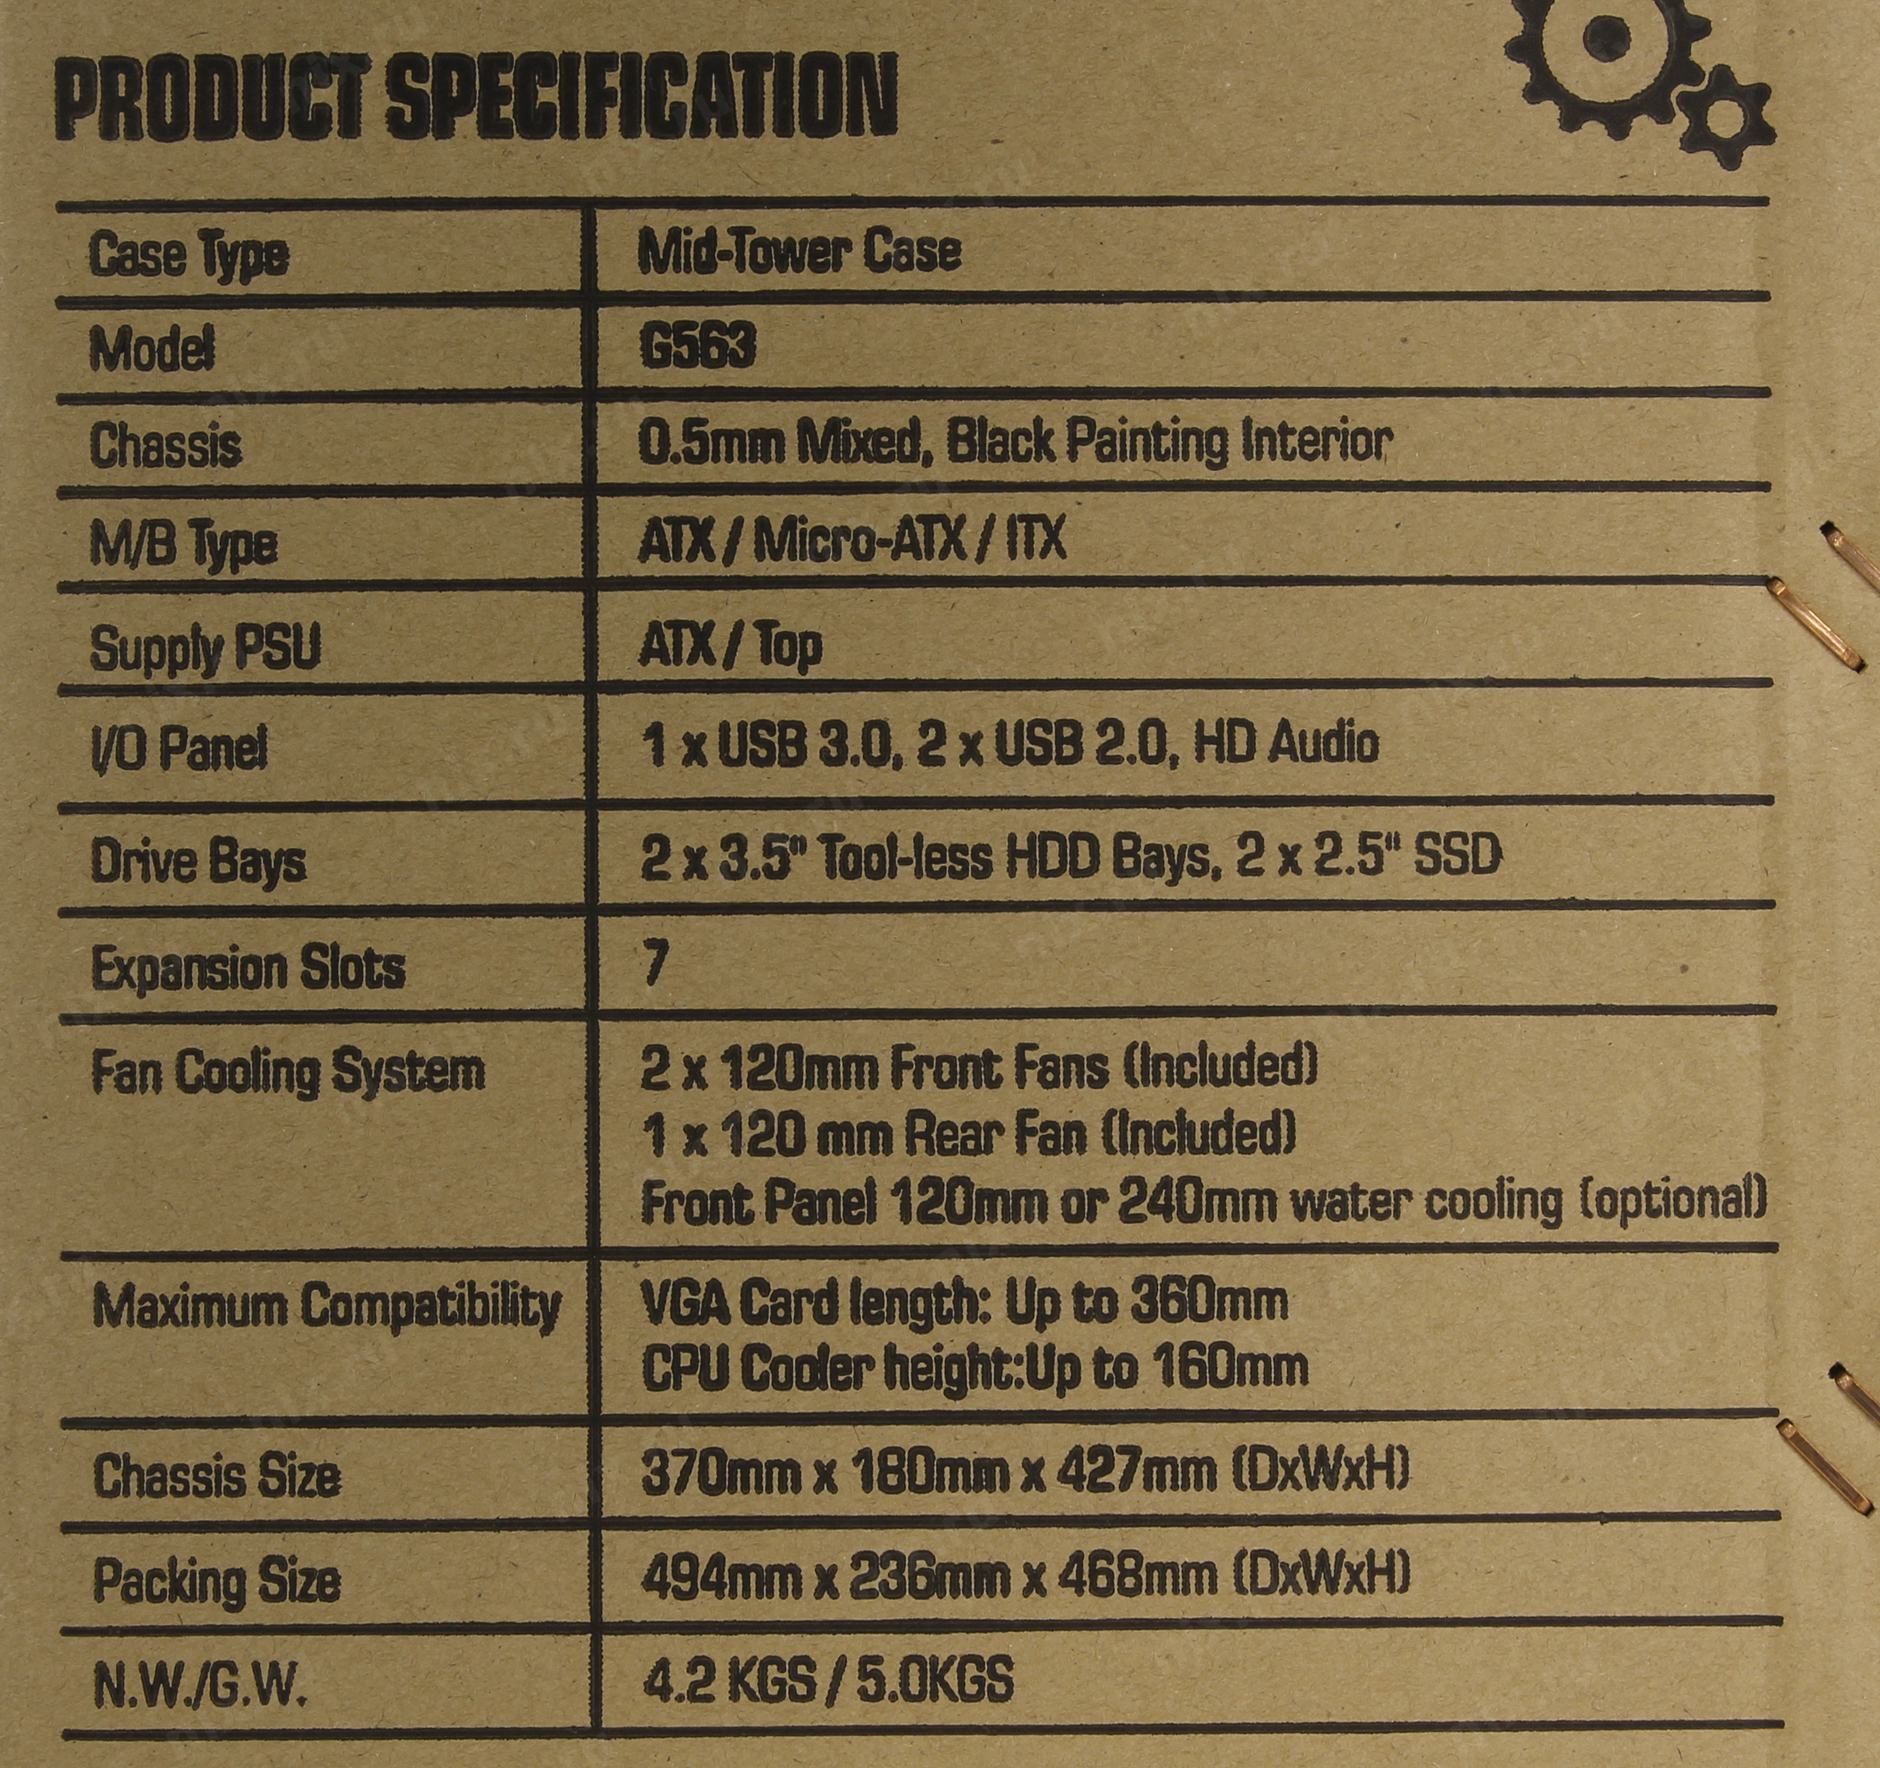 PRODUCT SPECIFICATION
Case Type Mid-Tower Case
Model G563
Chassis 0.5mm Mixed, Black Painting Interior
M/B Type ATX / Micro-ATX / ITX
Supply PSU ATX / Top
I/O Panel 1 x USB 3.0, 2 x USB 2.0, HD Audio
Drive Bays 2 x 3.5" Tool-less HDD Bays, 2 x 2.5" SSD
Expansion Slots 7
Fan Cooling System 2 x 120mm Front Fans (Included)
1 x 120 mm Rear Fan (Included)
Front Panel 120mm or 240mm water cooling (optional)
Maximum Compatibility VGA Card length: Up to 360mm
CPU Cooler height:Up to 160mm
Chassis Size 370mm x 180mm x 427mm (DxWxH)
Packing Size 494mm x 236mm x 468mm (DxWxH)
N.W./G.W. 4.2 KGS / 5.0KGS